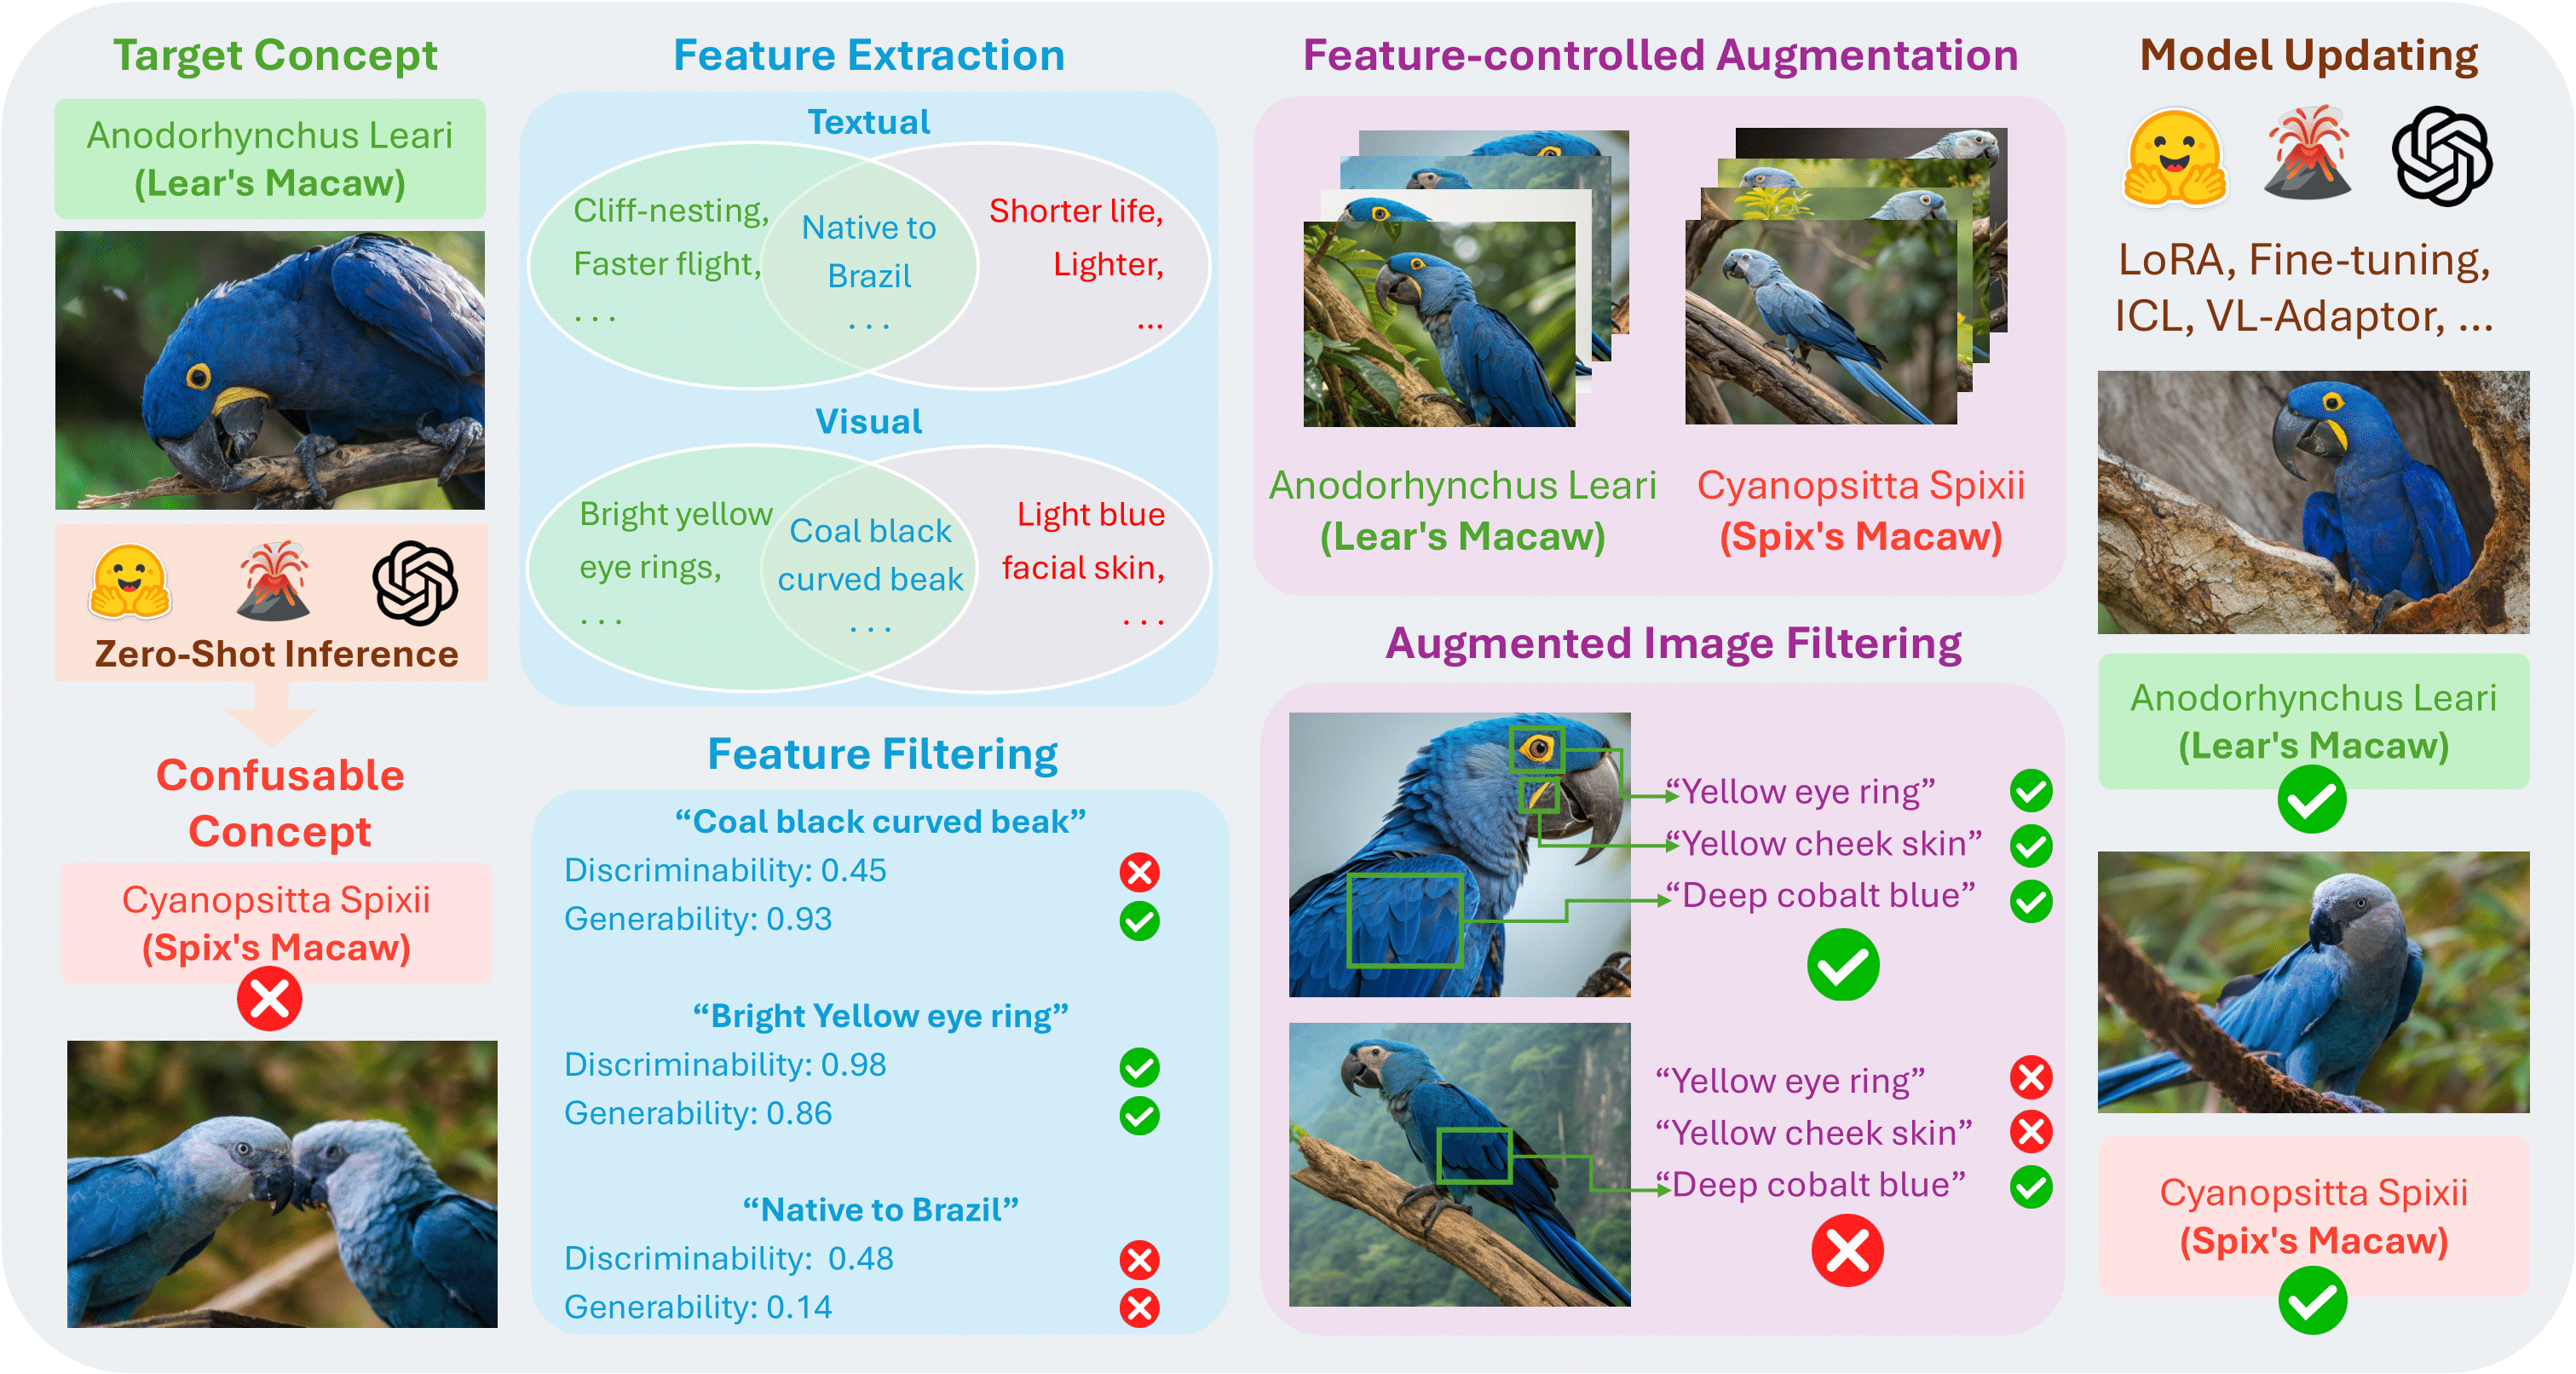 Target Concept
Anodorhynchus Leari
(Lear's Macaw)
Zero-Shot Inference
Confusable
Concept
Cyanopsitta Spixii
(Spix's Macaw)
Feature Extraction
Textual
Cliff-nesting,
Faster flight,
. . .
Native to
Brazil
. . .
Shorter life,
Lighter,
...
Visual
Bright yellow
eye rings,
. . .
Coal black
curved beak
. . .
Light blue
facial skin,
. . .
Feature Filtering
“Coal black curved beak”
Discriminability: 0.45
Generability: 0.93
“Bright Yellow eye ring”
Discriminability: 0.98
Generability: 0.86
“Native to Brazil”
Discriminability: 0.48
Generability: 0.14
Feature-controlled Augmentation
Anodorhynchus Leari
(Lear's Macaw)
Cyanopsitta Spixii
(Spix's Macaw)
Augmented Image Filtering
“Yellow eye ring”
“Yellow cheek skin”
“Deep cobalt blue”
“Yellow eye ring”
“Yellow cheek skin”
“Deep cobalt blue”
Model Updating
LoRA, Fine-tuning,
ICL, VL-Adaptor, ...
Anodorhynchus Leari
(Lear's Macaw)
Cyanopsitta Spixii
(Spix's Macaw)